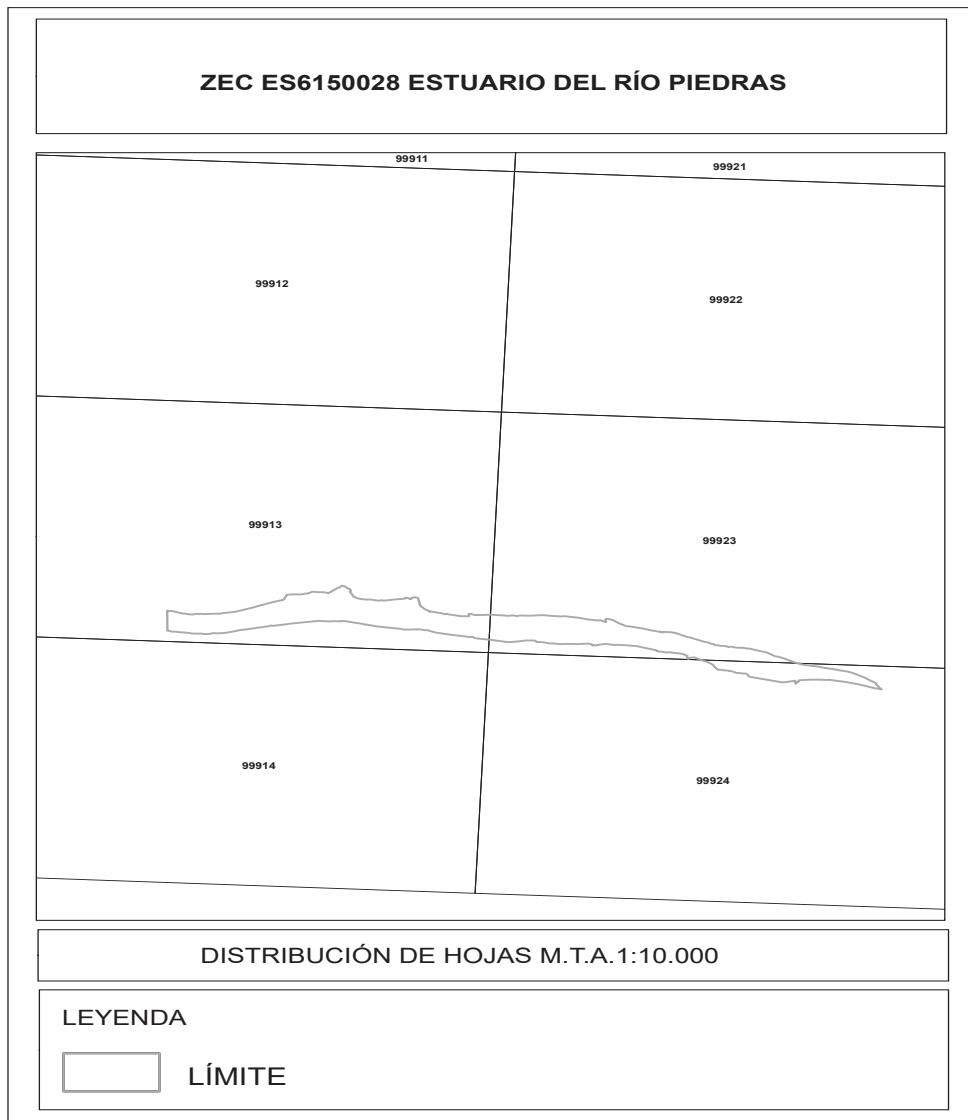 ZEC ES6150028 ESTUARIO DEL RÍO PIEDRAS
99911
99921
99912
99922
99913
99923
99914
99924
DISTRIBUCIÓN DE HOJAS M.T.A.1:10.000
LEYENDA
LÍMITE